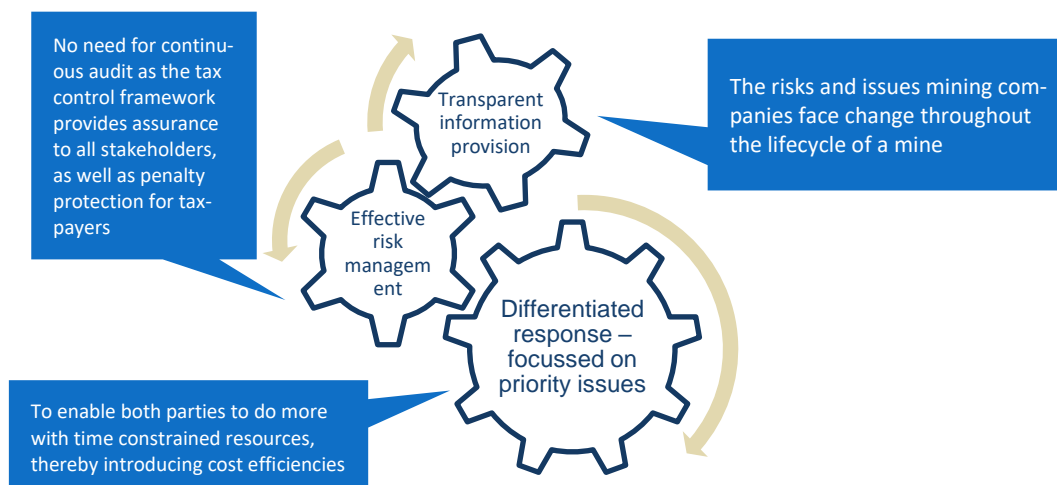 No need for continu-
ous audit as the tax
control framework
provides assurance
to all stakeholders,
as well as penalty
protection for tax-
payers
Transparent
information
provision
The risks and issues mining com-
panies face change throughout
the lifecycle of a mine
Effective
risk
managem
ent
Differentiated
response –
focussed on
priority issues
To enable both parties to do more
with time constrained resources,
thereby introducing cost efficiencies